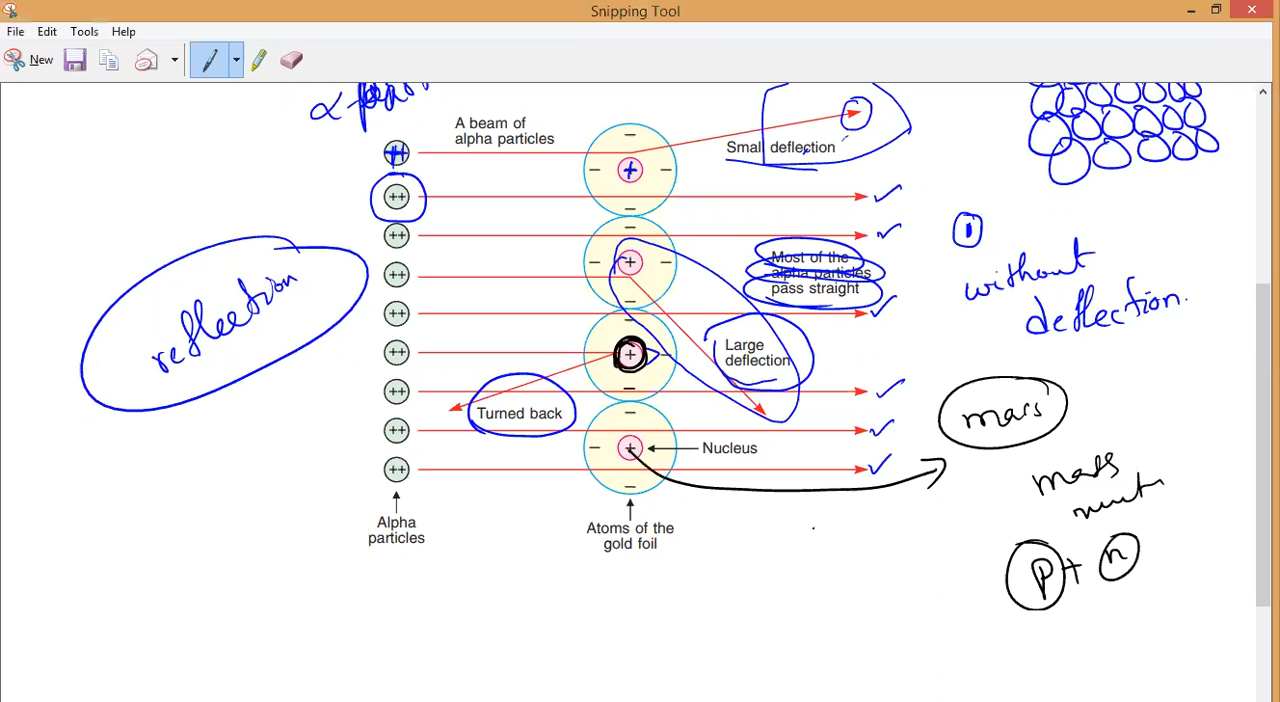 Snipping Tool
File Edit Tools Help
New
A beam of
alpha particles
Small deflection
++
++
++
++
++
++
++
++
Most of the
alpha particles
pass straight
without
deflection.
reflection
Large
deflection
Turned back
Nucleus
mass
mass
p + n
Alpha
particles
Atoms of the
gold foil